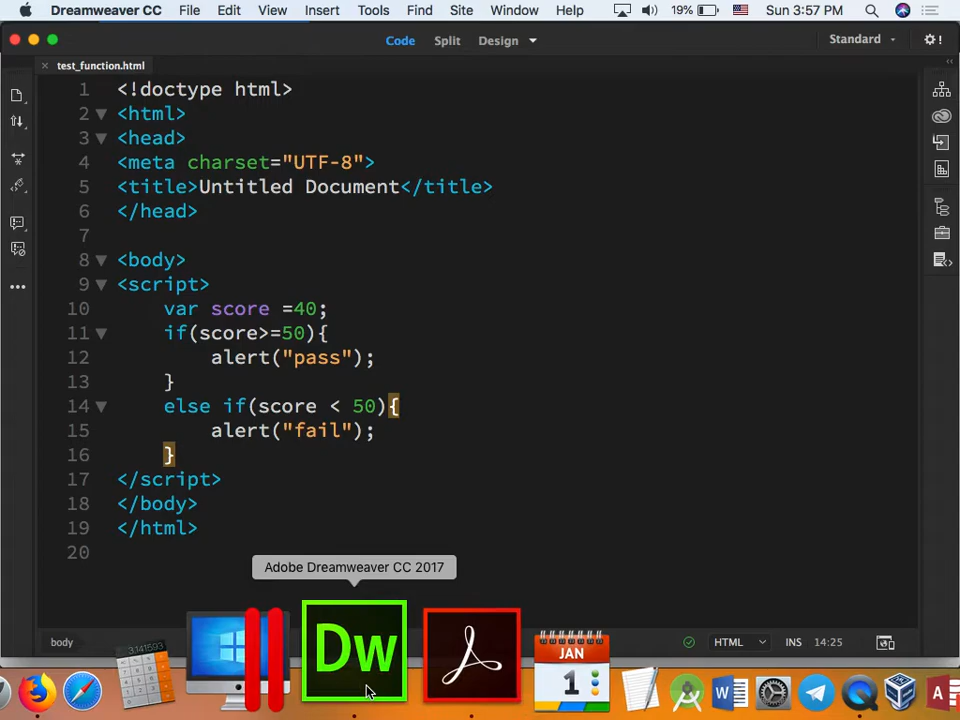 Dreamweaver CC File Edit View Insert Format Tools Find Site Window Help 19% Sun 3:57 PM
Code Split Design Standard !
× test_function.html
1 <!doctype html>
2 <html>
3 <head>
4 <meta charset="UTF-8">
5 <title>Untitled Document</title>
6 </head>
7
8 <body>
9 <script>
10 var score =40;
11 if(score>=50){
12 alert("pass");
13 }
14 else if(score < 50){
15 alert("fail");
16 }
17 </script>
18 </body>
19 </html>
20
Adobe Dreamweaver CC 2017
body HTML INS 14:25
3.141593
Dw
JAN
1
W
A